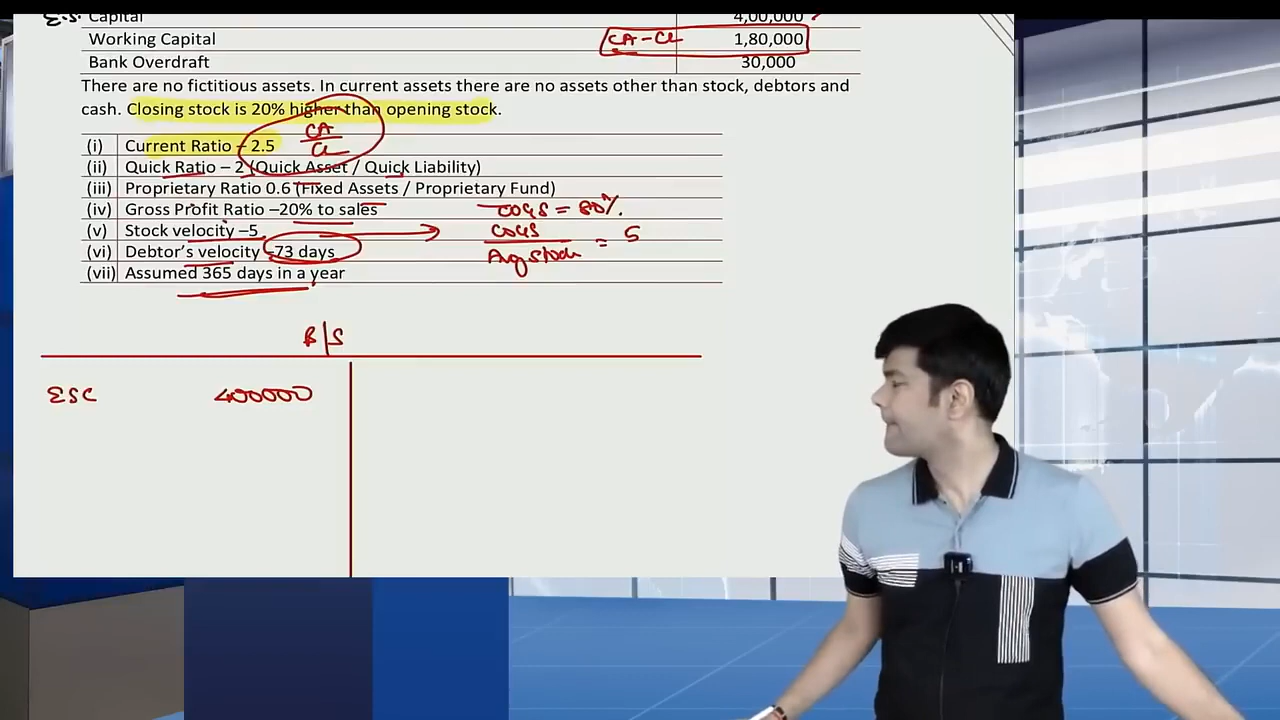 E.S. Capital 4,00,000
Working Capital CA - CL 1,80,000
Bank Overdraft 30,000
There are no fictitious assets. In current assets there are no assets other than stock, debtors and
cash. Closing stock is 20% higher than opening stock.
(i) Current Ratio – 2.5 CA/CL
(ii) Quick Ratio – 2 (Quick Asset / Quick Liability)
(iii) Proprietary Ratio 0.6 (Fixed Assets / Proprietary Fund)
(iv) Gross Profit Ratio –20% to sales COGS = 80%.
(v) Stock velocity –5 COGS/Avg Stock = 5
(vi) Debtor's velocity -73 days
(vii) Assumed 365 days in a year
B/S
ESC 400000